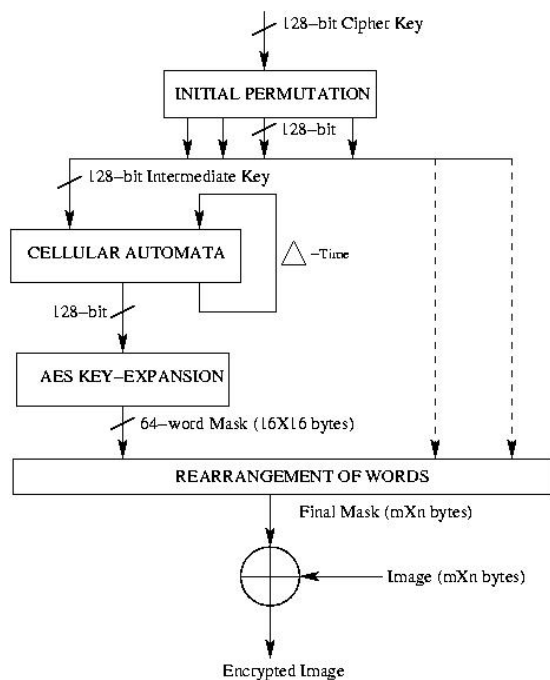 128-bit Cipher Key
INITIAL PERMUTATION
128-bit
128-bit Intermediate Key
CELLULAR AUTOMATA
-Time
128-bit
AES KEY-EXPANSION
64-word Mask (16X16 bytes)
REARRANGEMENT OF WORDS
Final Mask (mXn bytes)
Image (mXn bytes)
Encrypted Image